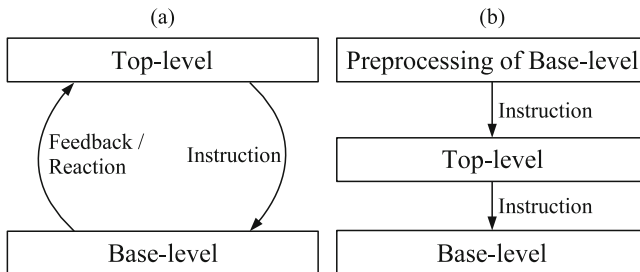 (a)
Top-level
Feedback /
Reaction
Instruction
Base-level
(b)
Preprocessing of Base-level
Instruction
Top-level
Instruction
Base-level